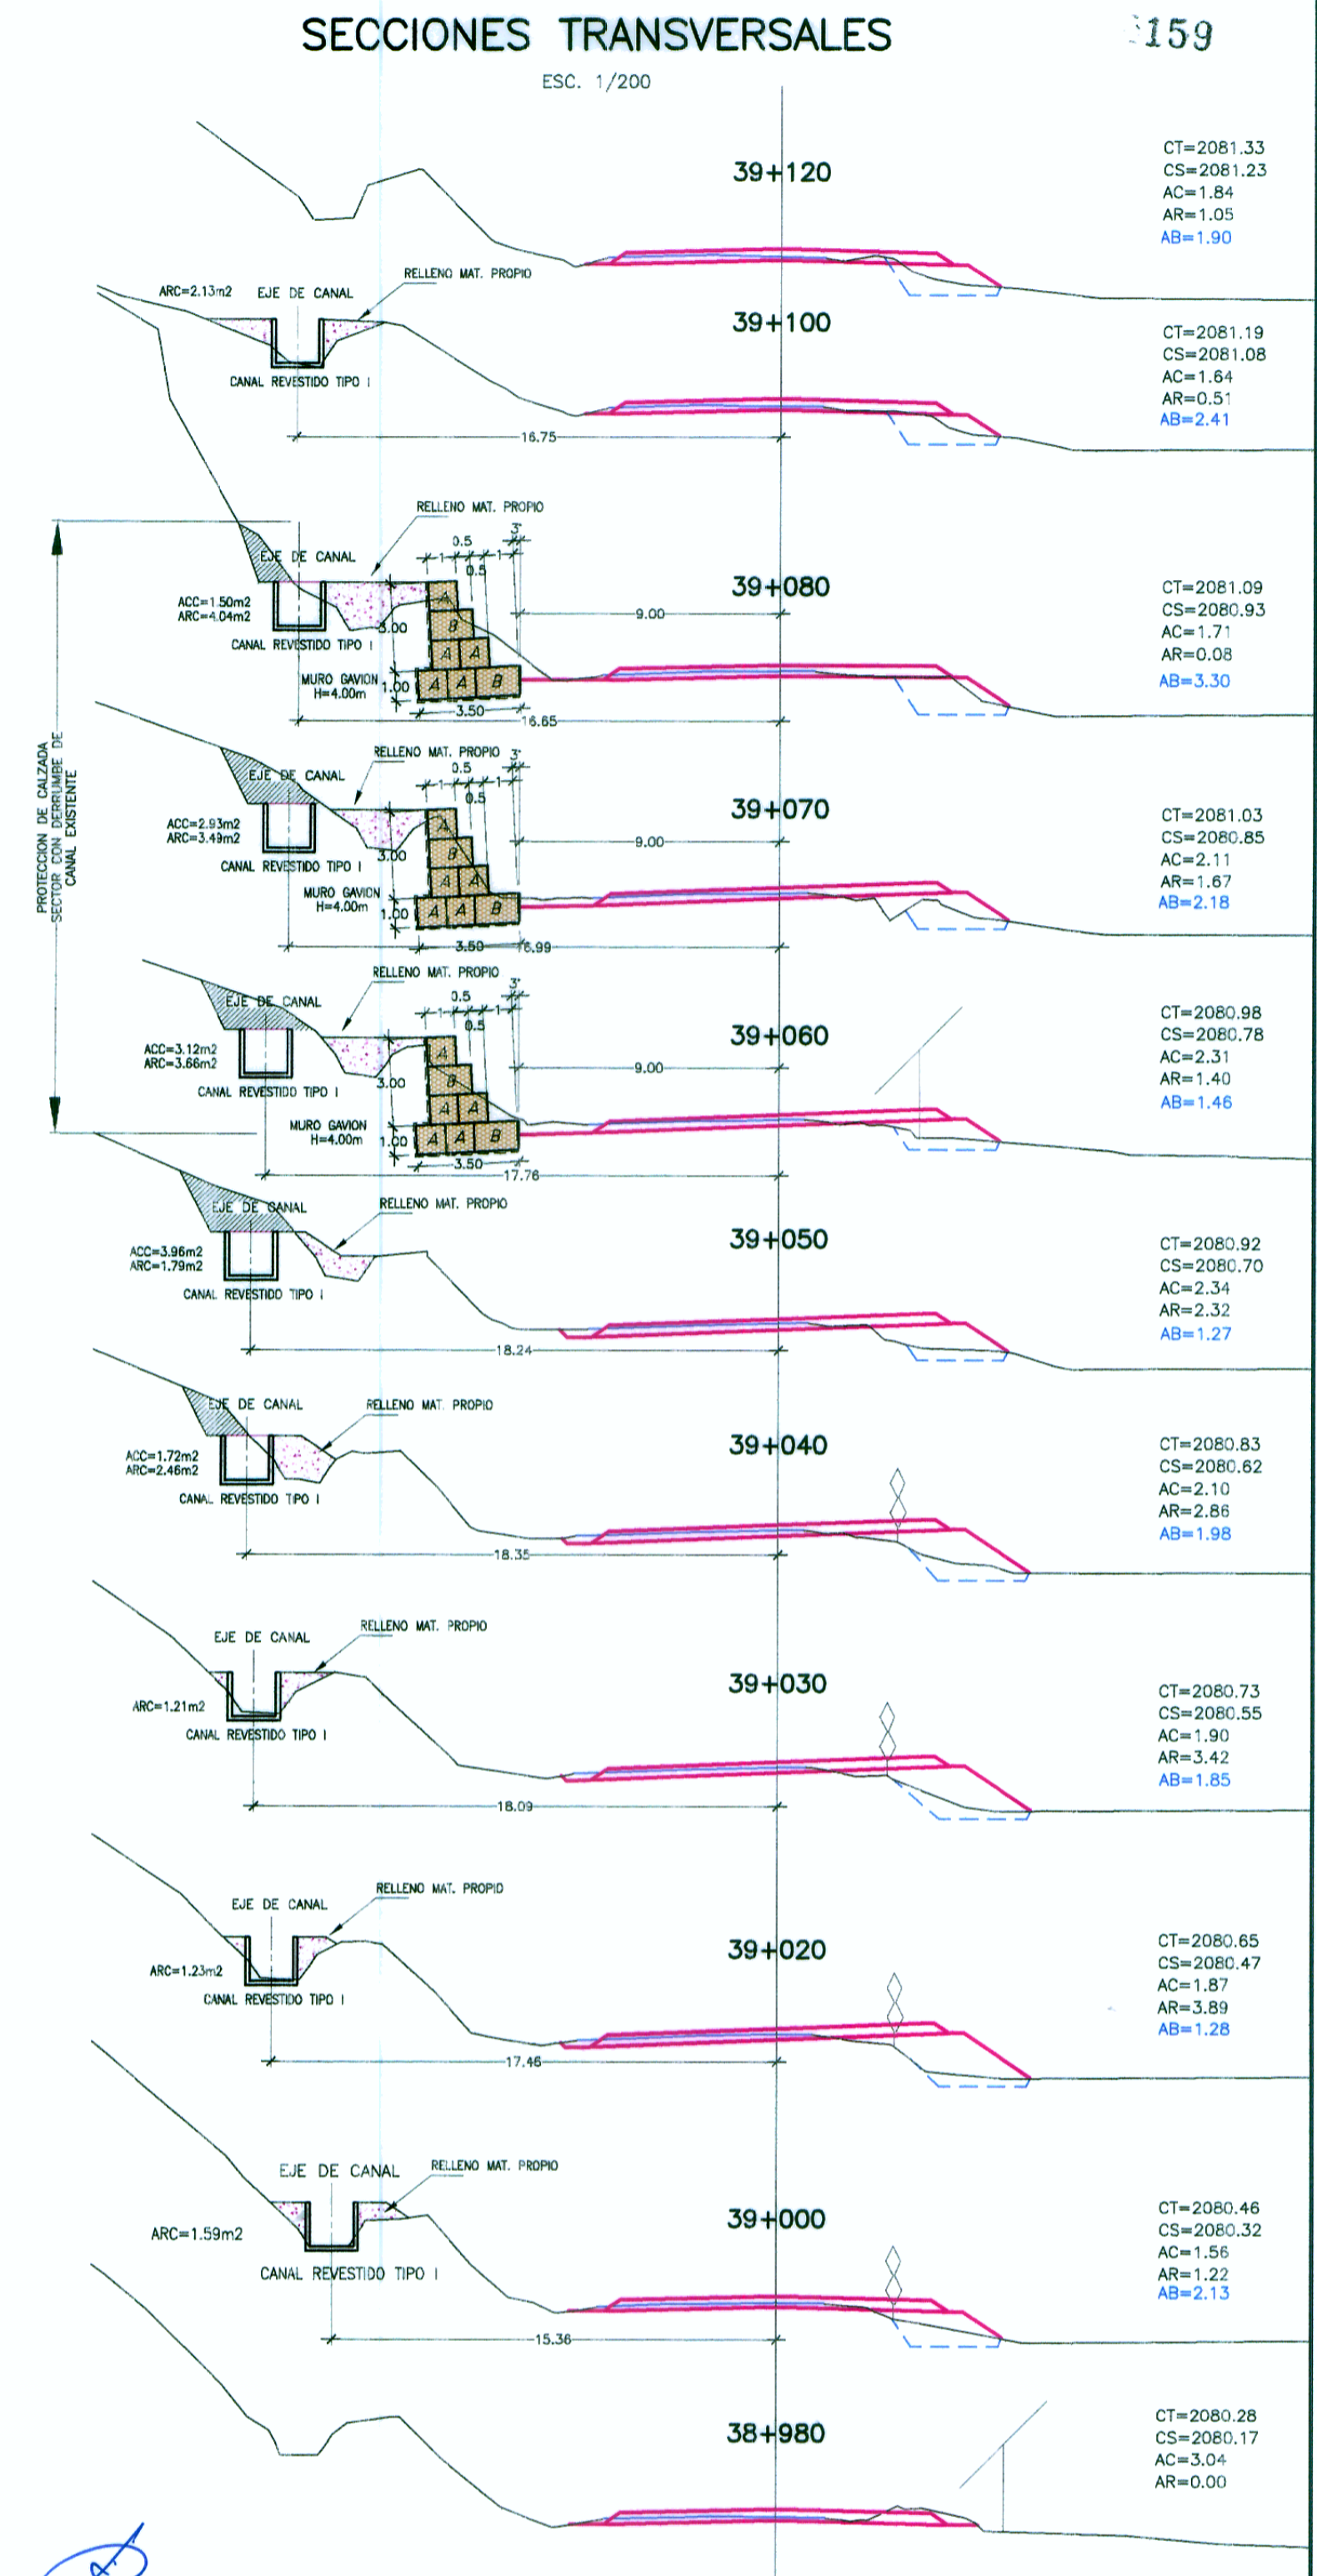 SECCIONES TRANSVERSALES
159
ESC. 1/200
39+120
CT=2081.33
CS=2081.23
AC=1.84
AR=1.05
AB=1.90
ARC=2.13m2
EJE DE CANAL
RELLENO MAT. PROPIO
CANAL REVESTIDO TIPO I
16.75
39+100
CT=2081.19
CS=2081.08
AC=1.64
AR=0.51
AB=2.41
PROTECCION DE CALZADA
SECTOR CON DERRUMBE DE
CANAL EXISTENTE
RELLENO MAT. PROPIO
EJE DE CANAL
ACC=1.50m2
ARC=4.04m2
CANAL REVESTIDO TIPO I
MURO GAVION
H=4.00m
3.00
1.00
3.50
16.65
0.5
0.5
1
1
3°
A
B
A A
A A B
9.00
39+080
CT=2081.09
CS=2080.93
AC=1.71
AR=0.08
AB=3.30
RELLENO MAT. PROPIO
EJE DE CANAL
ACC=2.93m2
ARC=3.49m2
CANAL REVESTIDO TIPO I
MURO GAVION
H=4.00m
3.00
1.00
3.50
16.99
0.5
0.5
1
1
3°
A
B
A A
A A B
9.00
39+070
CT=2081.03
CS=2080.85
AC=2.11
AR=1.67
AB=2.18
RELLENO MAT. PROPIO
EJE DE CANAL
ACC=3.12m2
ARC=3.66m2
CANAL REVESTIDO TIPO I
MURO GAVION
H=4.00m
3.00
1.00
3.50
17.76
0.5
0.5
1
1
3°
A
B
A A
A A B
9.00
39+060
CT=2080.98
CS=2080.78
AC=2.31
AR=1.40
AB=1.46
EJE DE CANAL
RELLENO MAT. PROPIO
ACC=3.96m2
ARC=1.79m2
CANAL REVESTIDO TIPO I
18.24
39+050
CT=2080.92
CS=2080.70
AC=2.34
AR=2.32
AB=1.27
EJE DE CANAL
RELLENO MAT. PROPIO
ACC=1.72m2
ARC=2.46m2
CANAL REVESTIDO TIPO I
18.35
39+040
CT=2080.83
CS=2080.62
AC=2.10
AR=2.86
AB=1.98
EJE DE CANAL
RELLENO MAT. PROPIO
ARC=1.21m2
CANAL REVESTIDO TIPO I
18.09
39+030
CT=2080.73
CS=2080.55
AC=1.90
AR=3.42
AB=1.85
EJE DE CANAL
RELLENO MAT. PROPIO
ARC=1.23m2
CANAL REVESTIDO TIPO I
17.46
39+020
CT=2080.65
CS=2080.47
AC=1.87
AR=3.89
AB=1.28
EJE DE CANAL
RELLENO MAT. PROPIO
ARC=1.59m2
CANAL REVESTIDO TIPO I
15.36
39+000
CT=2080.46
CS=2080.32
AC=1.56
AR=1.22
AB=2.13
38+980
CT=2080.28
CS=2080.17
AC=3.04
AR=0.00